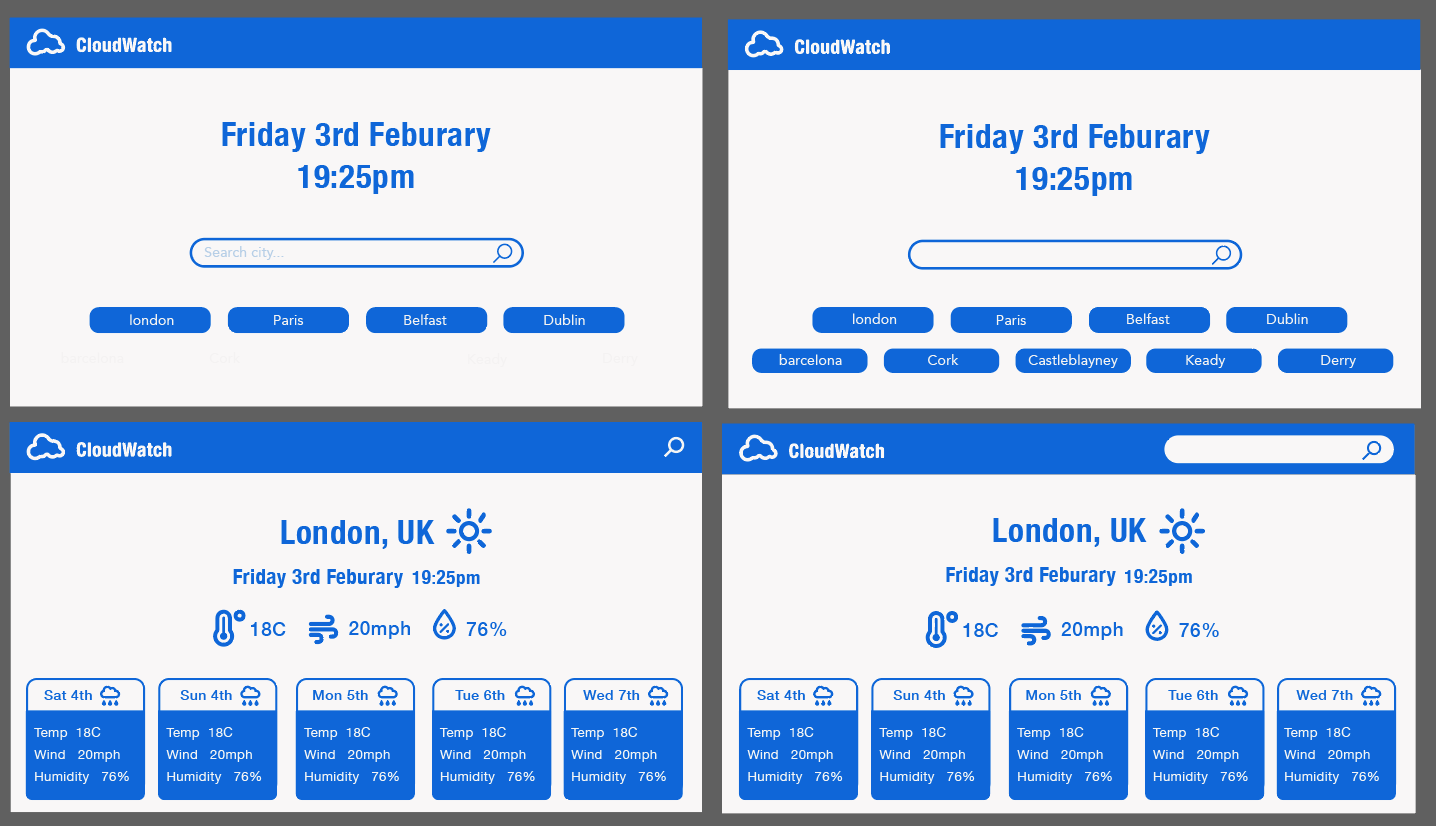 CloudWatch
Friday 3rd Feburary
19:25pm
Search city...
london Paris Belfast Dublin
barcelona Cork Keady Derry
CloudWatch
Friday 3rd Feburary
19:25pm
london Paris Belfast Dublin
barcelona Cork Castleblayney Keady Derry
CloudWatch
London, UK
Friday 3rd Feburary 19:25pm
18C 20mph 76%
Sat 4th Sun 4th Mon 5th Tue 6th Wed 7th
Temp 18C Temp 18C Temp 18C Temp 18C Temp 18C
Wind 20mph Wind 20mph Wind 20mph Wind 20mph Wind 20mph
Humidity 76% Humidity 76% Humidity 76% Humidity 76% Humidity 76%
CloudWatch
London, UK
Friday 3rd Feburary 19:25pm
18C 20mph 76%
Sat 4th Sun 4th Mon 5th Tue 6th Wed 7th
Temp 18C Temp 18C Temp 18C Temp 18C Temp 18C
Wind 20mph Wind 20mph Wind 20mph Wind 20mph Wind 20mph
Humidity 76% Humidity 76% Humidity 76% Humidity 76% Humidity 76%